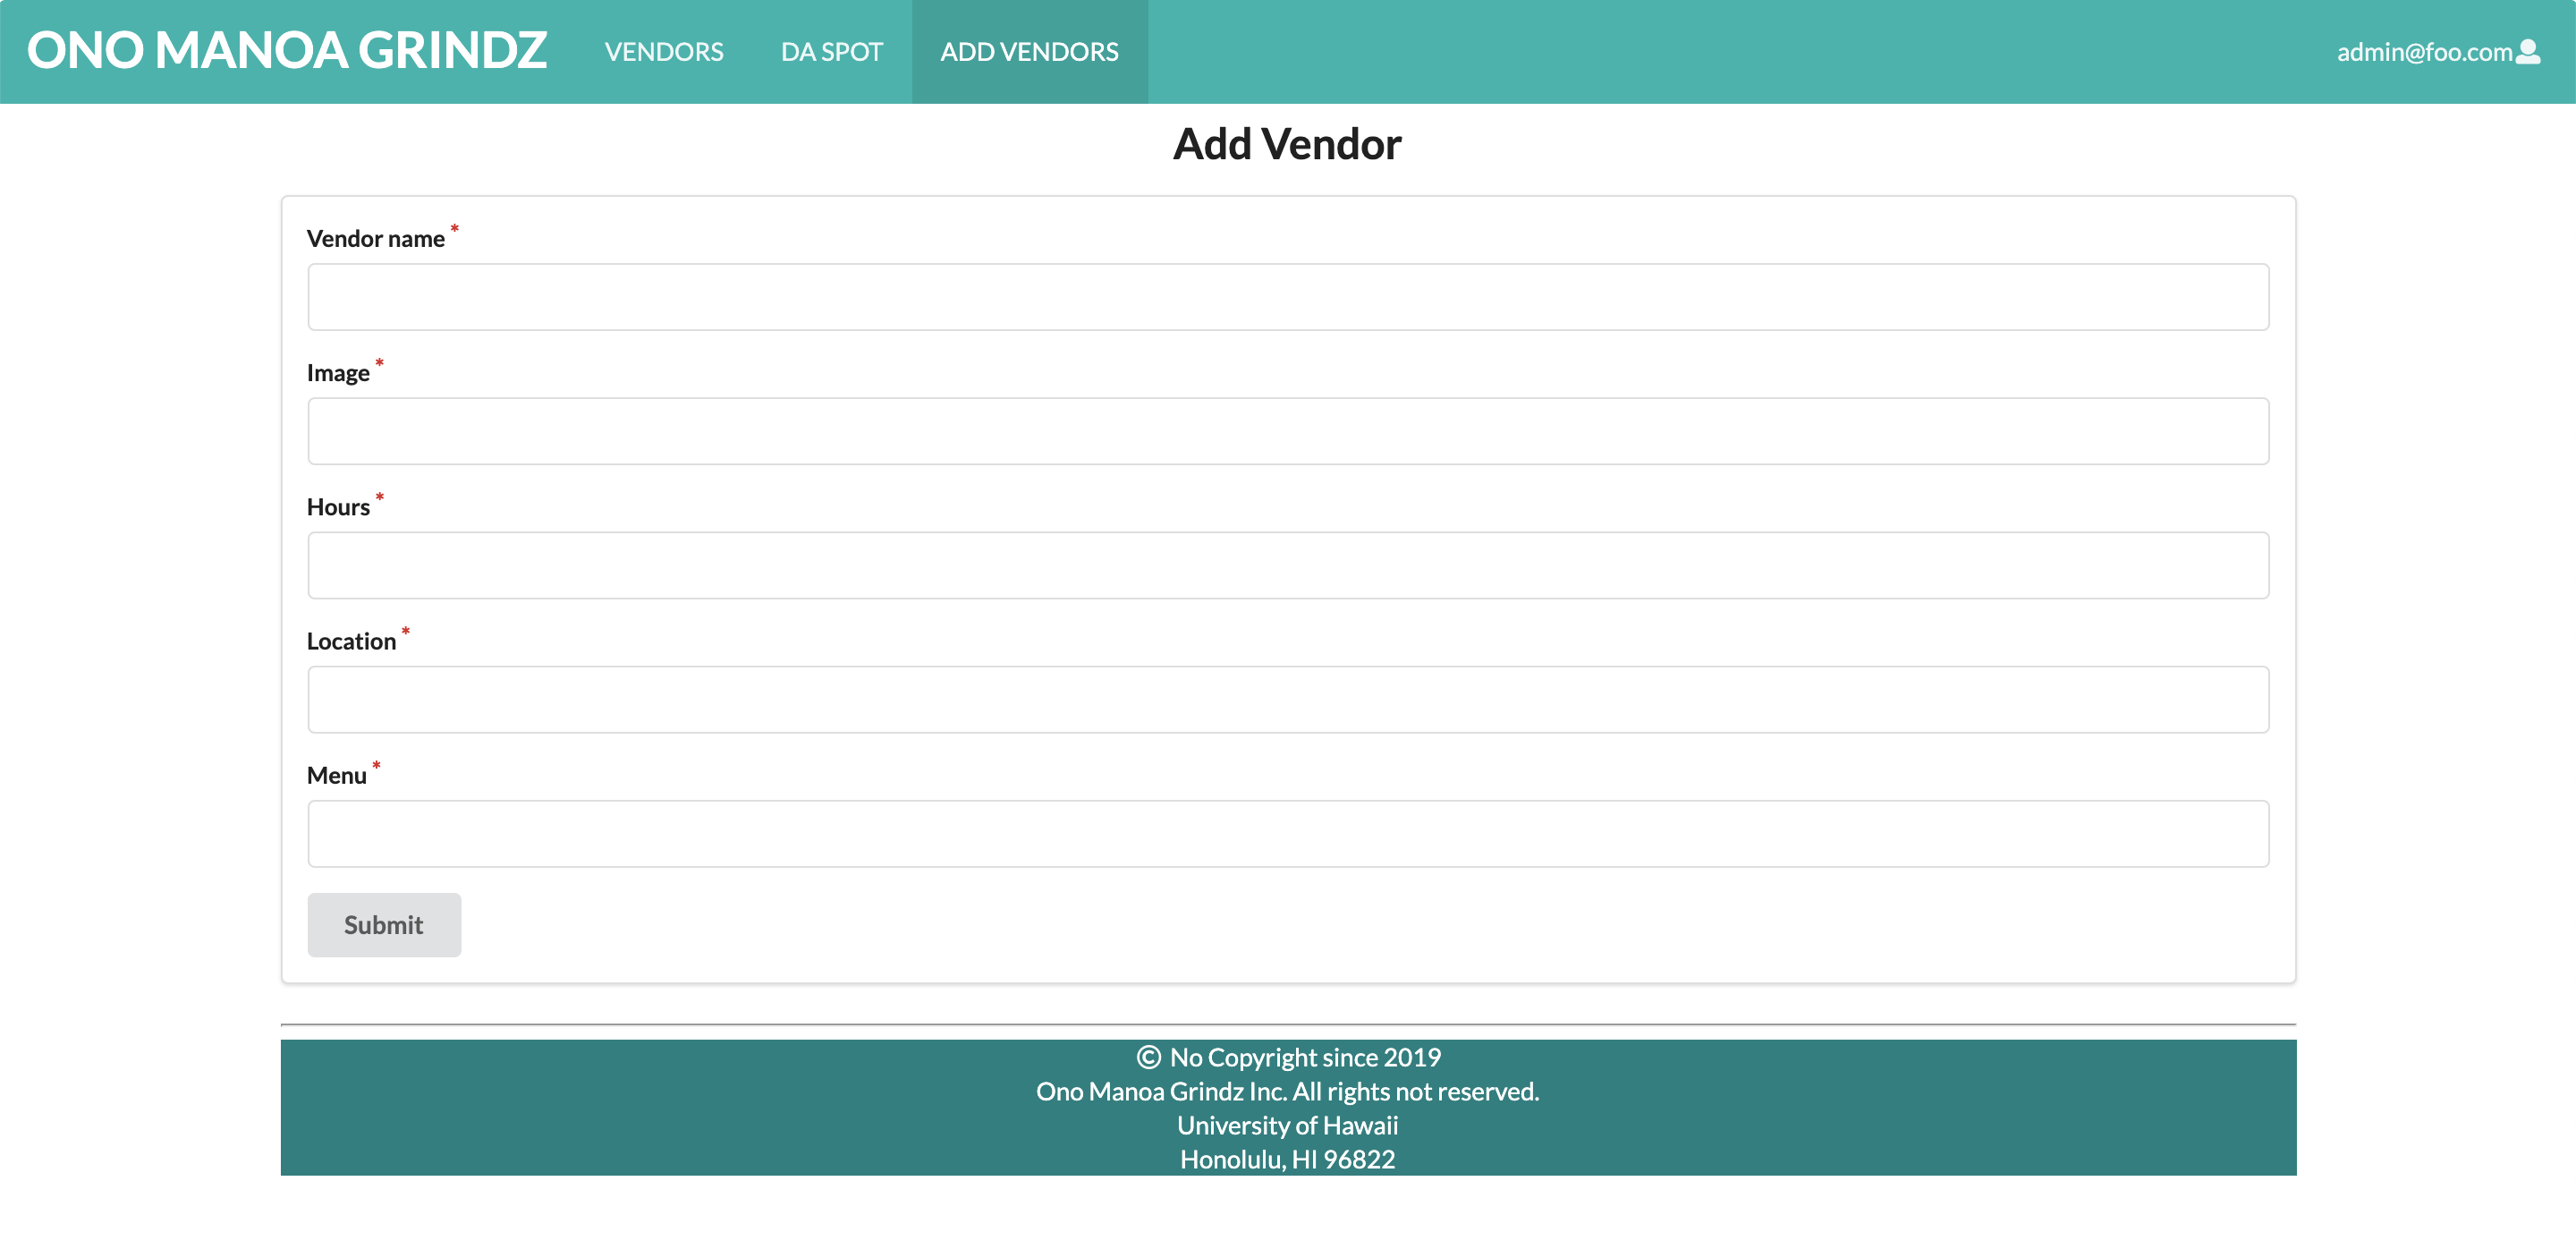 ONO MANOA GRINDZ VENDORS DA SPOT ADD VENDORS admin@foo.com
Add Vendor
Vendor name *
Image *
Hours *
Location *
Menu *
Submit
© No Copyright since 2019
Ono Manoa Grindz Inc. All rights not reserved.
University of Hawaii
Honolulu, HI 96822